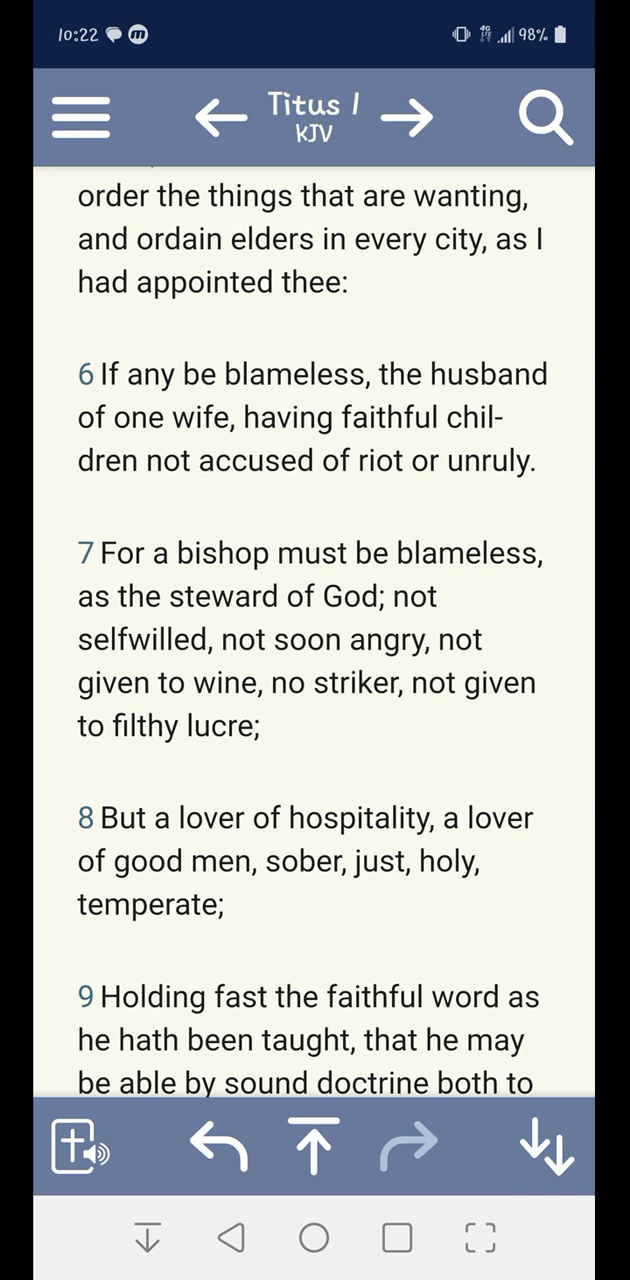 10:22
4G
98%
Titus 1
KJV
order the things that are wanting,
and ordain elders in every city, as I
had appointed thee:
6 If any be blameless, the husband
of one wife, having faithful chil-
dren not accused of riot or unruly.
7 For a bishop must be blameless,
as the steward of God; not
selfwilled, not soon angry, not
given to wine, no striker, not given
to filthy lucre;
8 But a lover of hospitality, a lover
of good men, sober, just, holy,
temperate;
9 Holding fast the faithful word as
he hath been taught, that he may
be able by sound doctrine both to